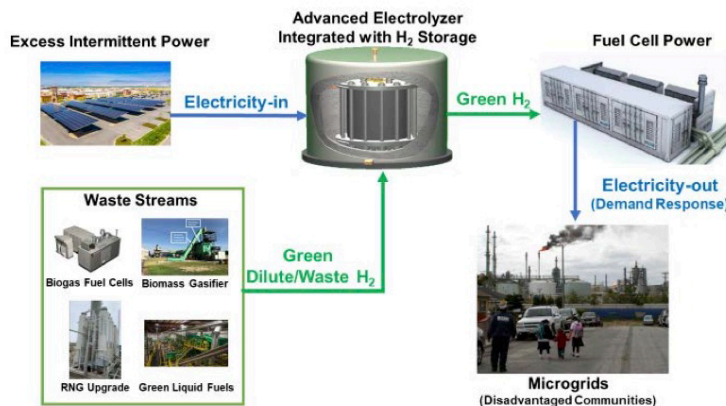 Excess Intermittent Power
Advanced Electrolyzer
Integrated with H₂ Storage
Fuel Cell Power
Electricity-in
Green H₂
Waste Streams
Biogas Fuel Cells
Biomass Gasifier
RNG Upgrade
Green Liquid Fuels
Green
Dilute/Waste H₂
Electricity-out
(Demand Response)
Microgrids
(Disadvantaged Communities)